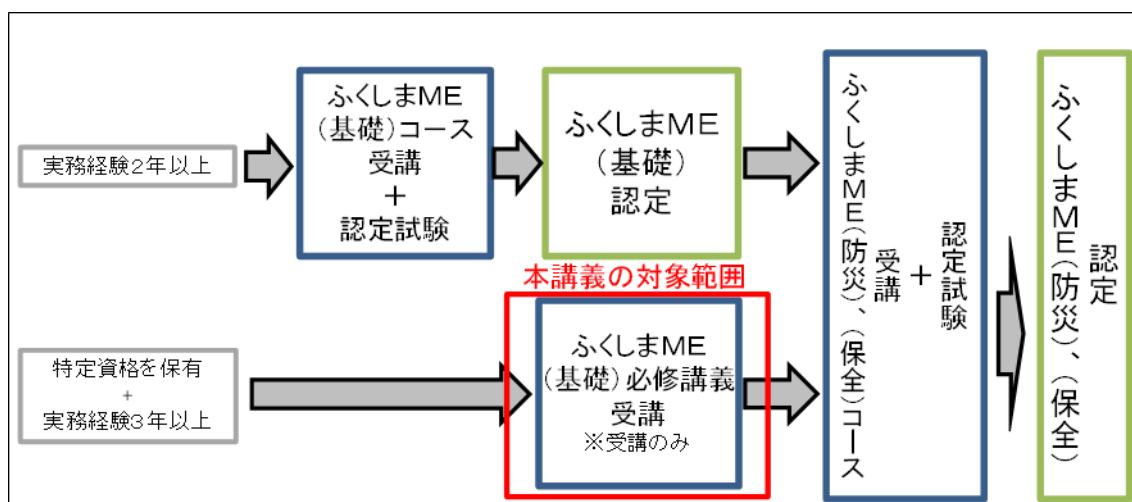 実務経験2年以上
ふくしまME
(基礎)コース
受講
+
認定試験
ふくしまME
(基礎)
認定
本講義の対象範囲
特定資格を保有
+
実務経験3年以上
ふくしまME
(基礎)必修講義
受講
※受講のみ
ふくしまME(防災)、(保全)コース
受講
+
認定試験
ふくしまME(防災)、(保全)
認定